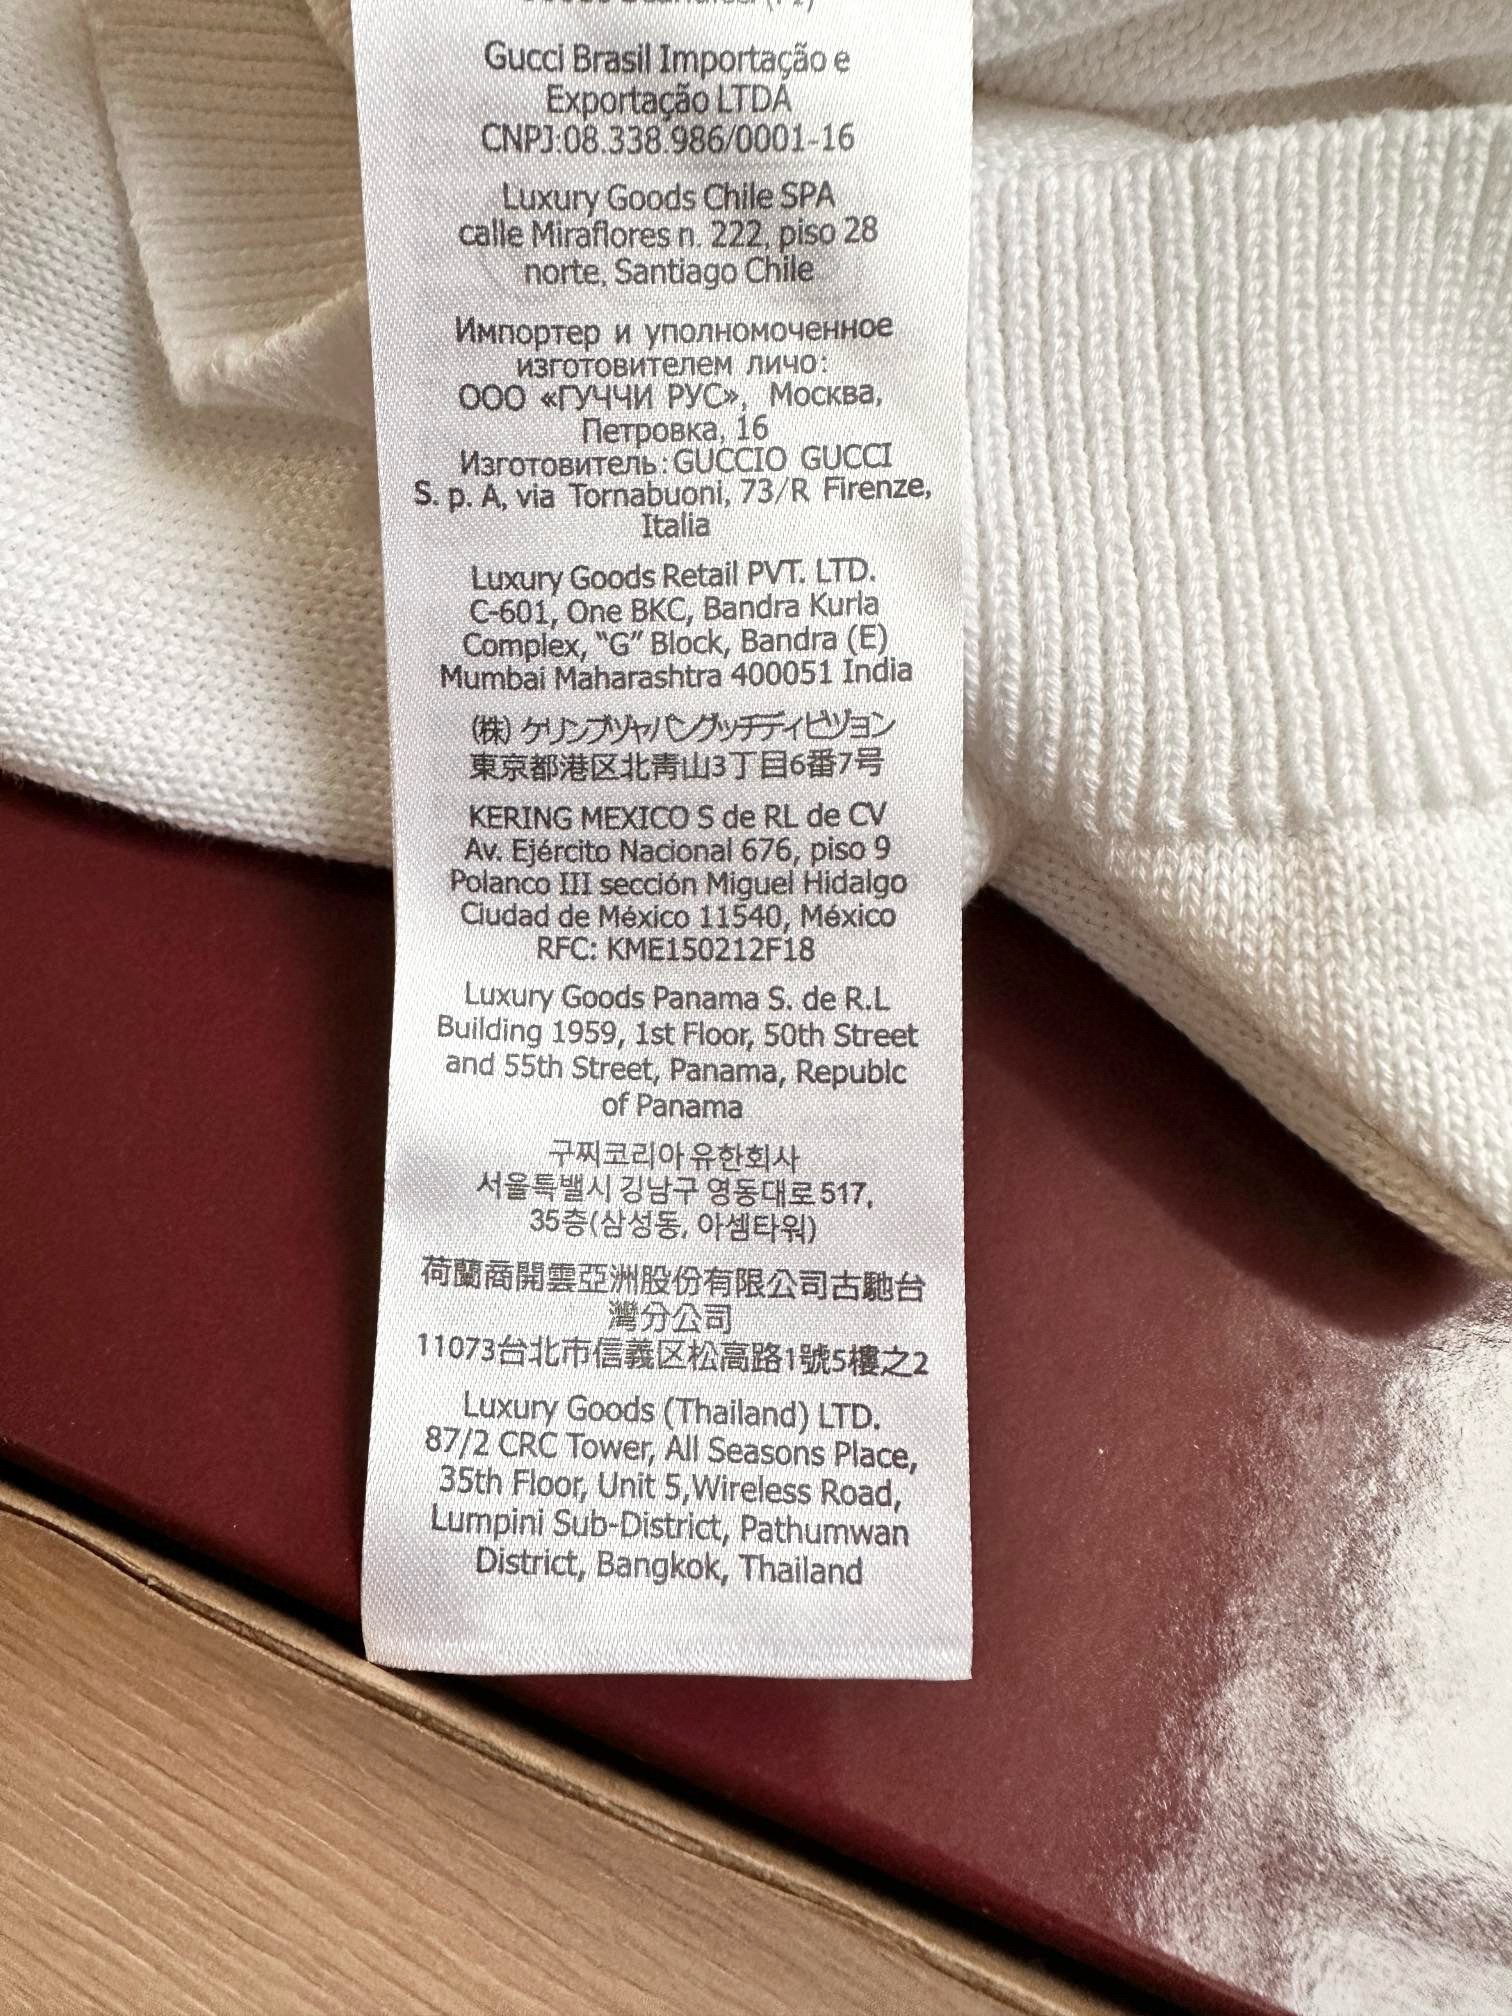 Gucci Brasil Importação e
Exportação LTDA
CNPJ:08.338.986/0001-16
Luxury Goods Chile SPA
calle Miraflores n. 222, piso 28
norte, Santiago Chile
Импортер и уполномоченное
изготовителем личо:
ООО «ГУЧЧИ РУС», Москва,
Петровка, 16
Изготовитель: GUCCIO GUCCI
S. p. A, via Tornabuoni, 73/R Firenze,
Italia
Luxury Goods Retail PVT. LTD.
C-601, One BKC, Bandra Kurla
Complex, "G" Block, Bandra (E)
Mumbai Maharashtra 400051 India
(株) ケリンブジャパングッチディビジョン
東京都港区北青山3丁目6番7号
KERING MEXICO S de RL de CV
Av. Ejército Nacional 676, piso 9
Polanco III sección Miguel Hidalgo
Ciudad de México 11540, México
RFC: KME150212F18
Luxury Goods Panama S. de R.L
Building 1959, 1st Floor, 50th Street
and 55th Street, Panama, Republc
of Panama
구찌코리아 유한회사
서울특밸시 깅남구 영동대로 517,
35층(삼성동, 아셈타워)
荷蘭商開雲亞洲股份有限公司古馳台
灣分公司
11073台北市信義区松高路1號5樓之2
Luxury Goods (Thailand) LTD.
87/2 CRC Tower, All Seasons Place,
35th Floor, Unit 5,Wireless Road,
Lumpini Sub-District, Pathumwan
District, Bangkok, Thailand